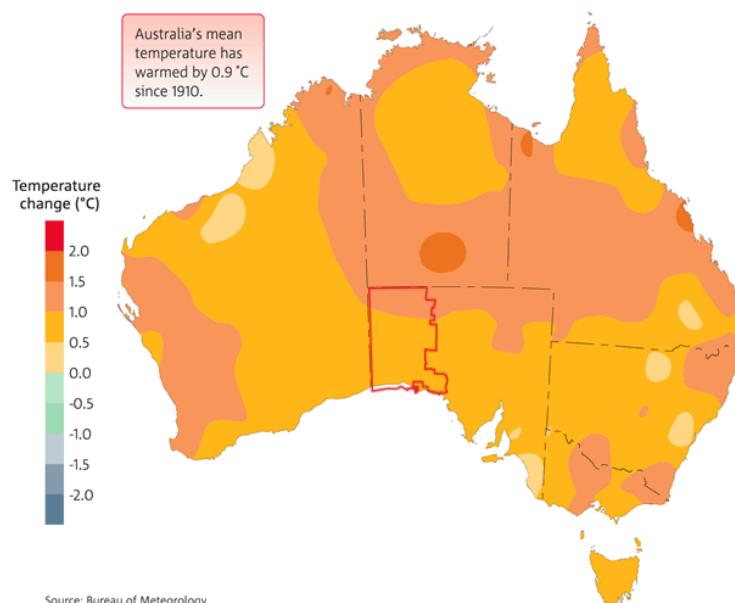 Australia's mean
temperature has
warmed by 0.9 °C
since 1910.
Temperature
change (°C)
2.0
1.5
1.0
0.5
0.0
-0.5
-1.0
-1.5
-2.0
Source: Bureau of Meteorology